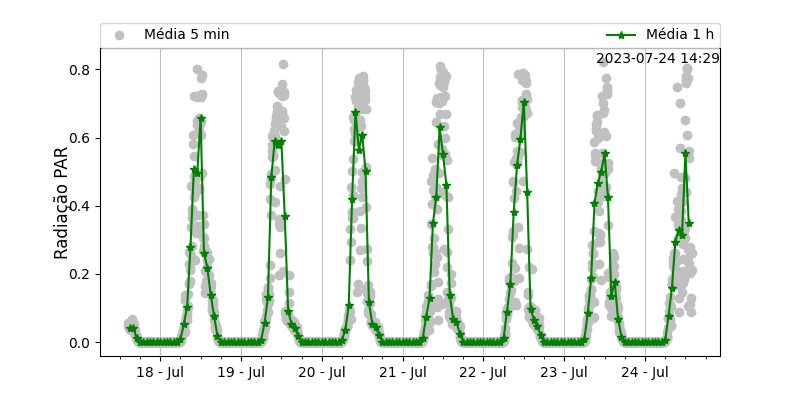 Média 5 min Média 1 h
2023-07-24 14:29
Radiação PAR
0.8
0.6
0.4
0.2
0.0
18 - Jul 19 - Jul 20 - Jul 21 - Jul 22 - Jul 23 - Jul 24 - Jul